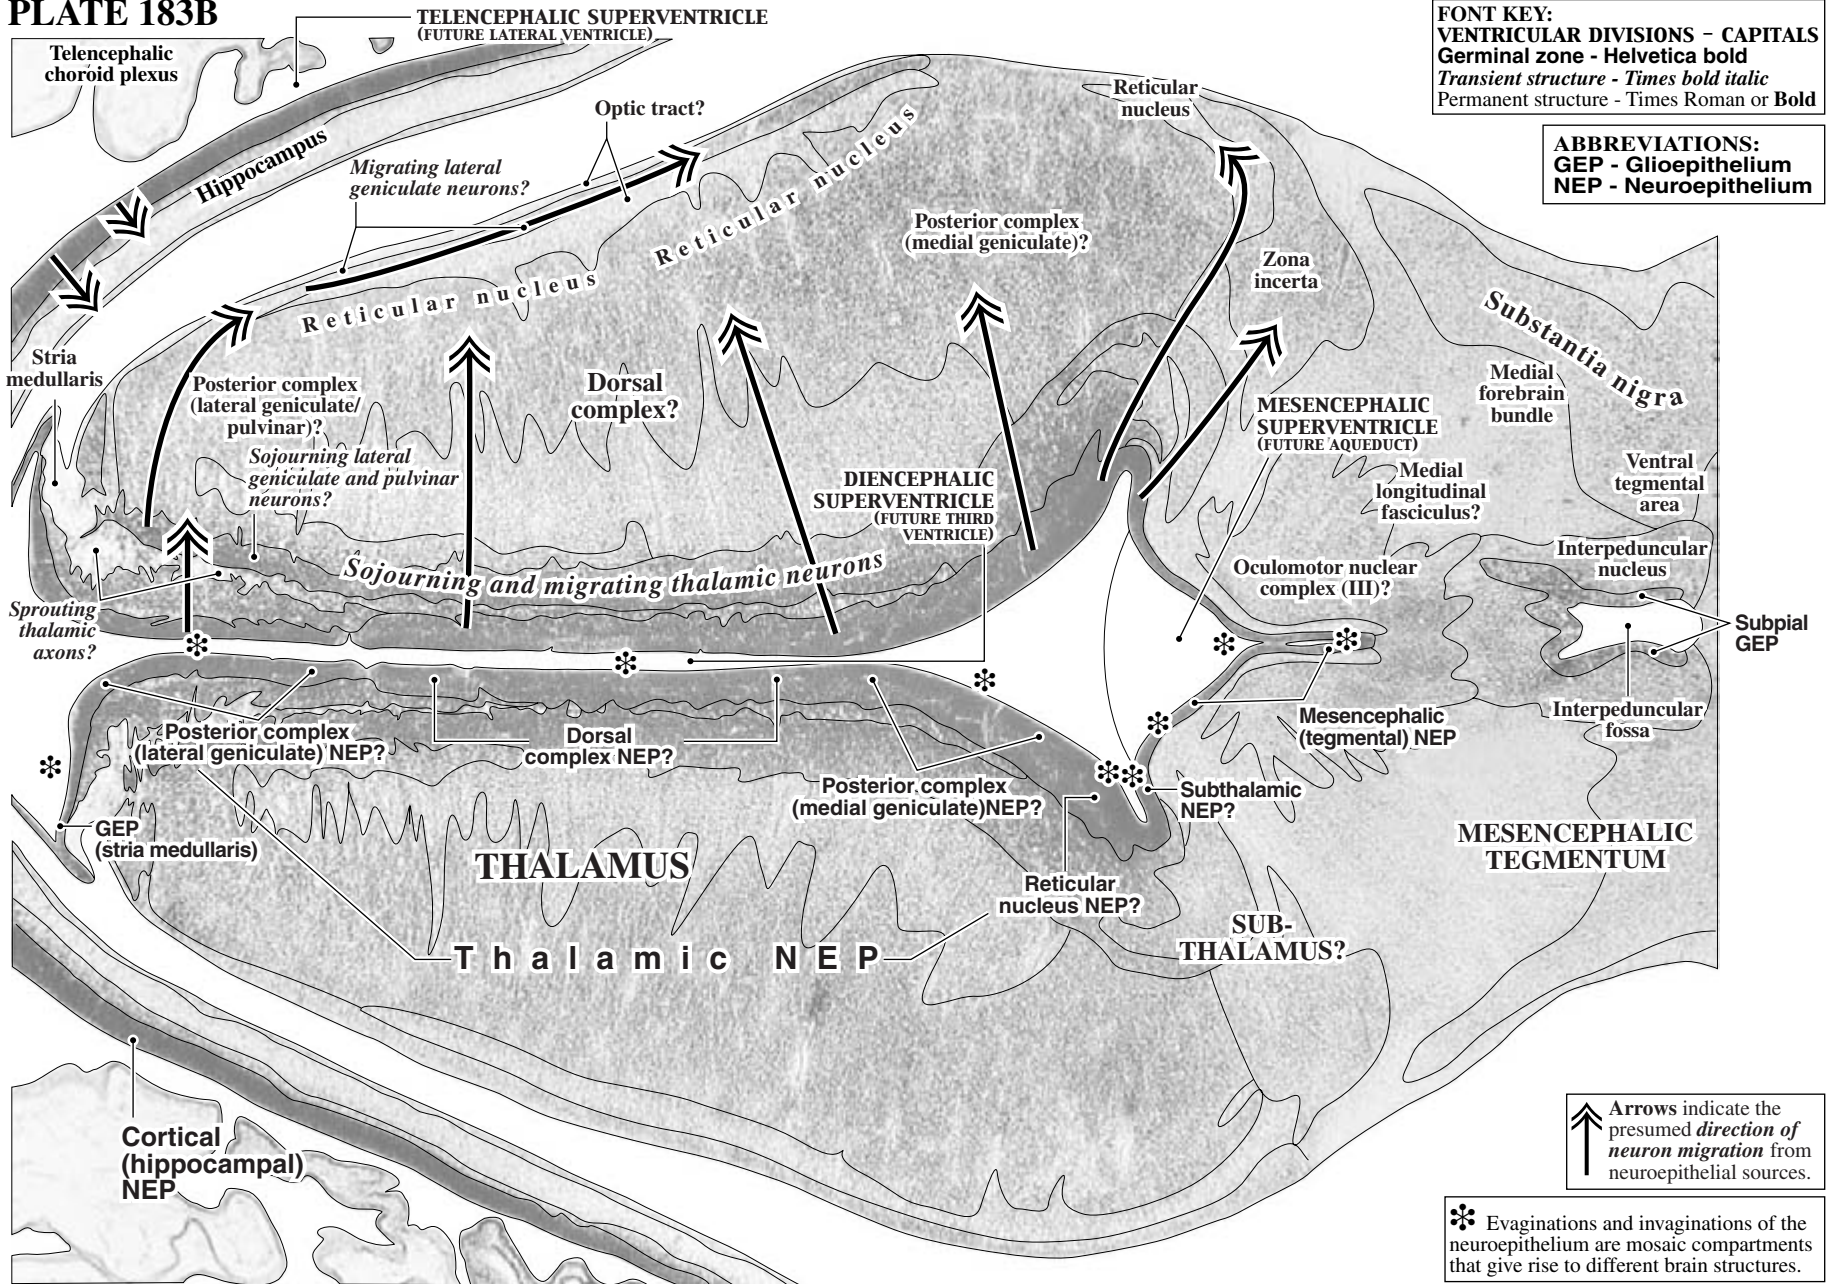 PLATE 183B
TELENCEPHALIC SUPERVENTRICLE
(FUTURE LATERAL VENTRICLE)
Telencephalic
choroid plexus
FONT KEY:
VENTRICULAR DIVISIONS – CAPITALS
Germinal zone - Helvetica bold
Transient structure - Times bold italic
Permanent structure - Times Roman or Bold
ABBREVIATIONS:
GEP - Glioepithelium
NEP - Neuroepithelium
Hippocampus
Optic tract?
Migrating lateral
geniculate neurons?
Reticular
nucleus
Reticular nucleus
Reticular nucleus
Posterior complex
(medial geniculate)?
Zona
incerta
Substantia nigra
Stria
medullaris
Posterior complex
(lateral geniculate/
pulvinar)?
Dorsal
complex?
Medial
forebrain
bundle
MESENCEPHALIC
SUPERVENTRICLE
(FUTURE AQUEDUCT)
Sojourning lateral
geniculate and pulvinar
neurons?
DIENCEPHALIC
SUPERVENTRICLE
(FUTURE THIRD
VENTRICLE)
Medial
longitudinal
fasciculus?
Ventral
tegmental
area
Sojourning and migrating thalamic neurons
Oculomotor nuclear
complex (III)?
Interpeduncular
nucleus
Sprouting
thalamic
axons?
Subpial
GEP
Posterior complex
(lateral geniculate) NEP?
Dorsal
complex NEP?
Posterior complex
(medial geniculate)NEP?
Mesencephalic
(tegmental) NEP
Interpeduncular
fossa
Subthalamic
NEP?
GEP
(stria medullaris)
THALAMUS
Reticular
nucleus NEP?
MESENCEPHALIC
TEGMENTUM
SUB-
THALAMUS?
Thalamic NEP
Cortical
(hippocampal)
NEP
Arrows indicate the
presumed direction of
neuron migration from
neuroepithelial sources.
Evaginations and invaginations of the
neuroepithelium are mosaic compartments
that give rise to different brain structures.